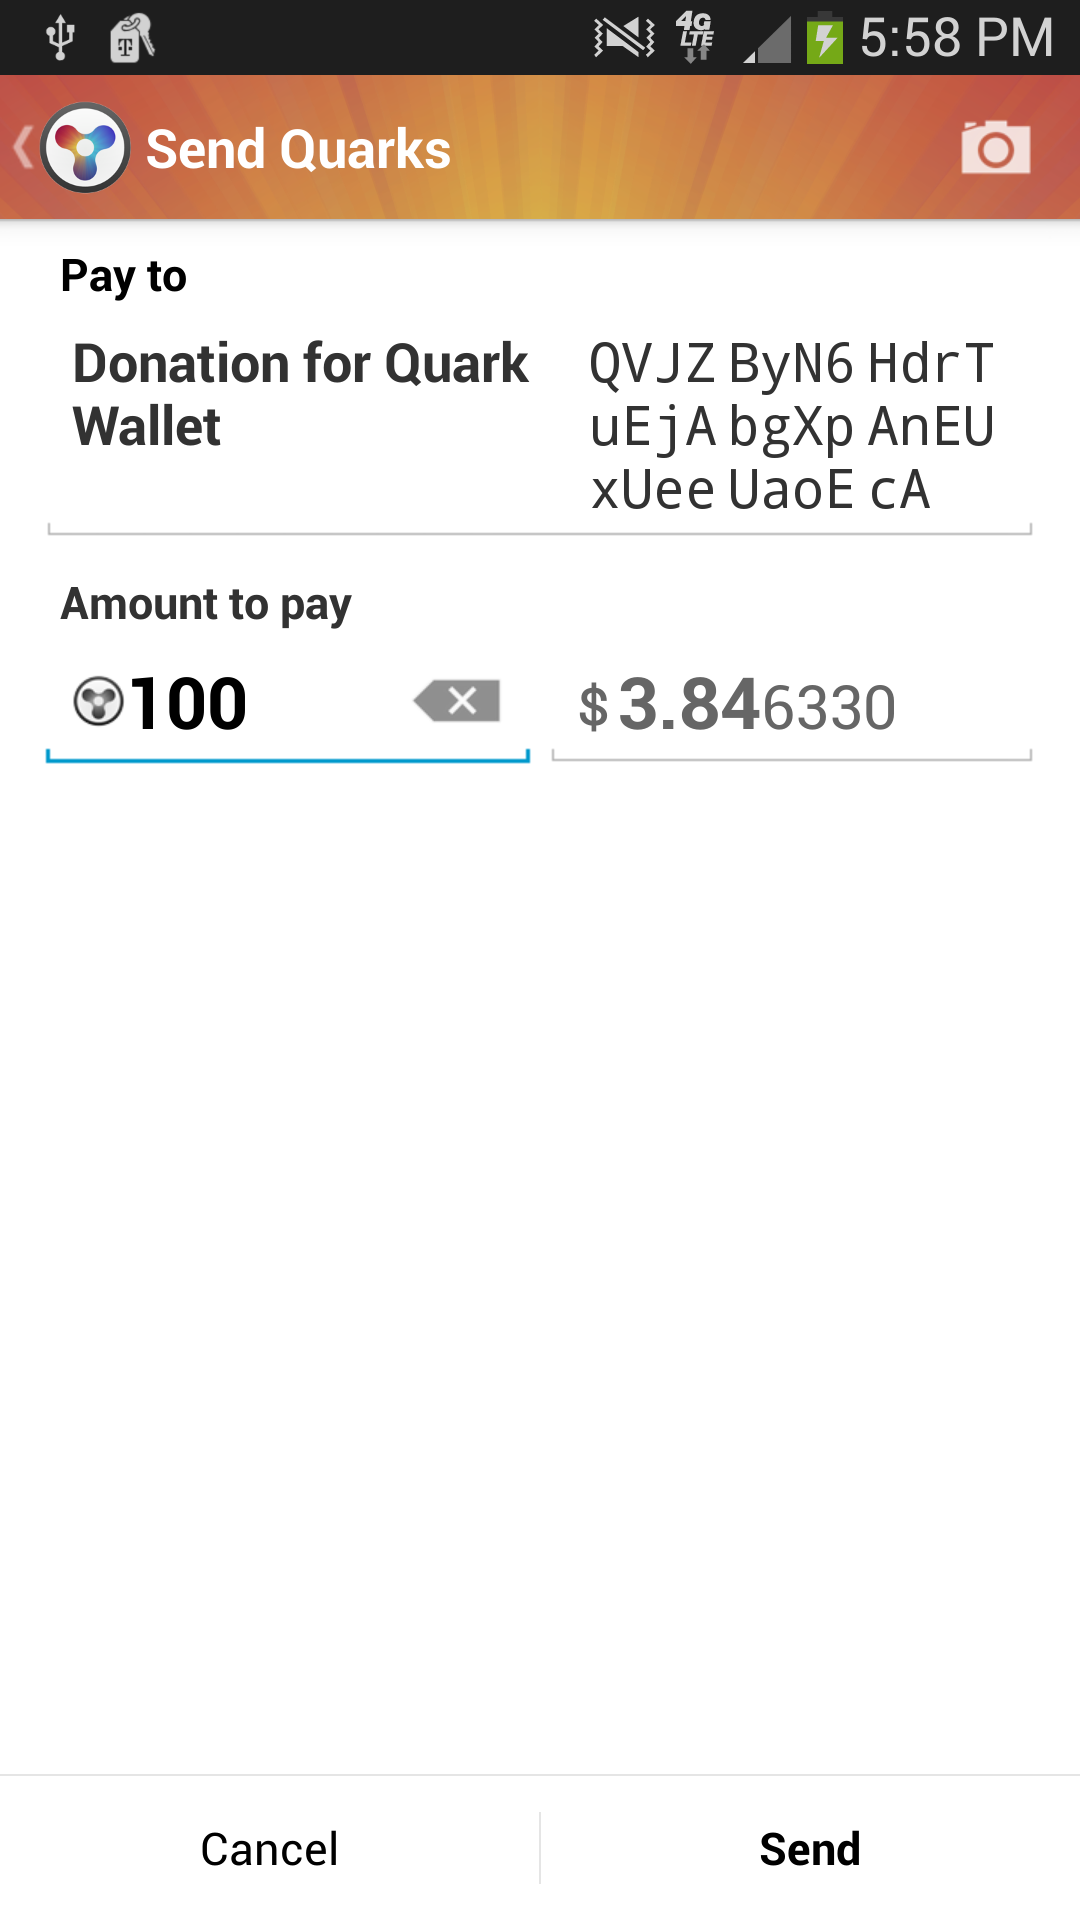 4G LTE 5:58 PM
Send Quarks
Pay to
Donation for Quark
Wallet
QVJZ ByN6 HdrT
uEjA bgXp AnEU
xUee UaoE cA
Amount to pay
100
$ 3.846330
Cancel
Send